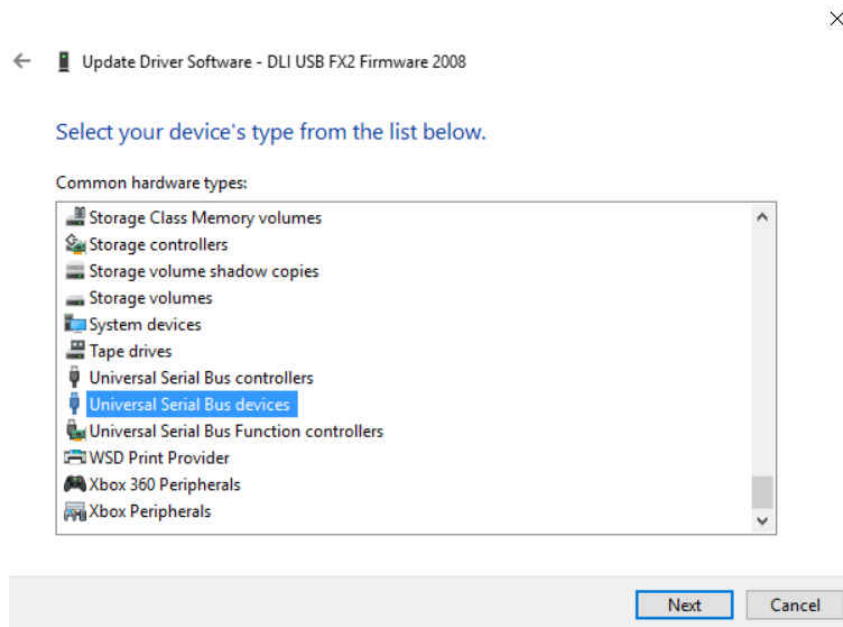 Update Driver Software - DLI USB FX2 Firmware 2008
Select your device's type from the list below.
Common hardware types:
Storage Class Memory volumes
Storage controllers
Storage volume shadow copies
Storage volumes
System devices
Tape drives
Universal Serial Bus controllers
Universal Serial Bus devices
Universal Serial Bus Function controllers
WSD Print Provider
Xbox 360 Peripherals
Xbox Peripherals
Next Cancel